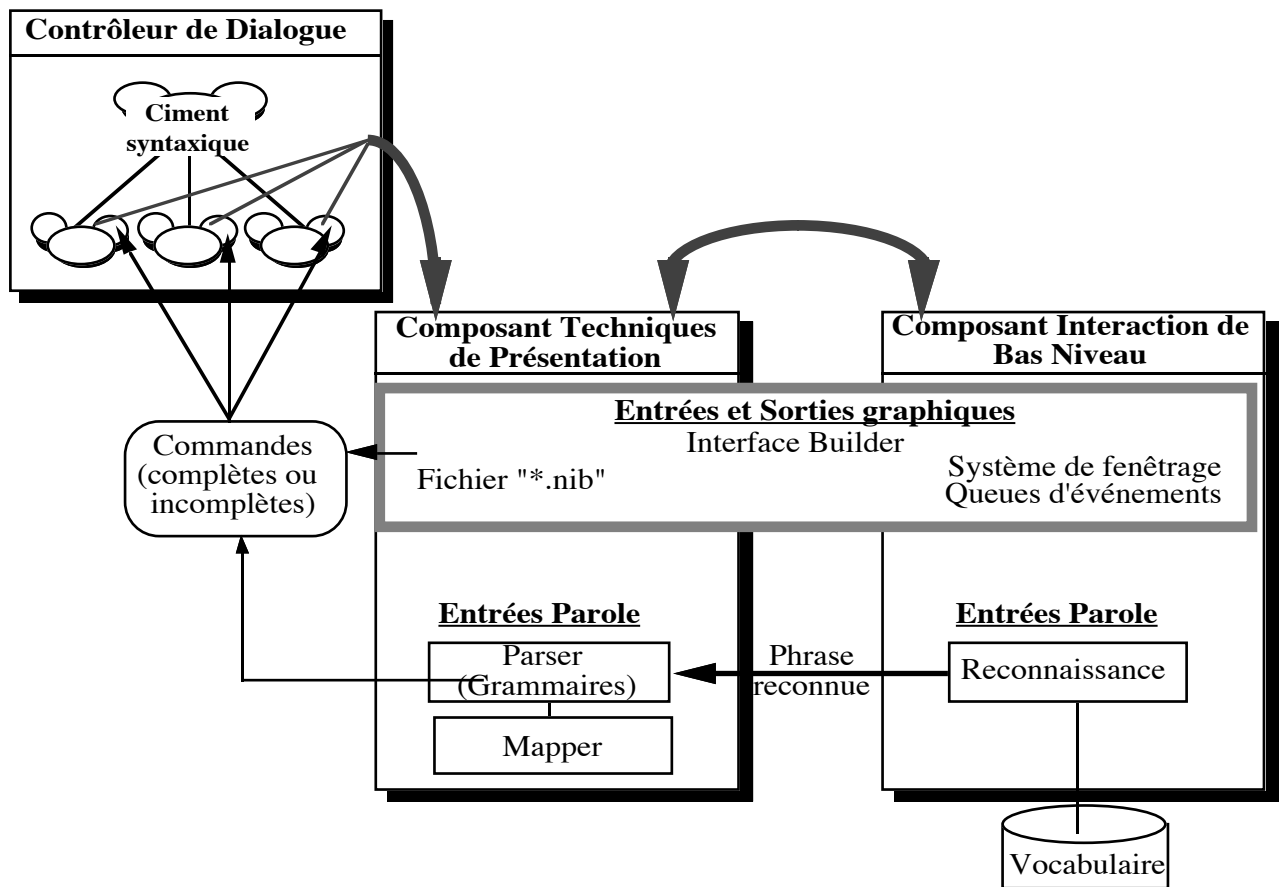 Contrôleur de Dialogue
Ciment
syntaxique
Composant Techniques
de Présentation
Composant Interaction de
Bas Niveau
Entrées et Sorties graphiques
Interface Builder
Fichier "*.nib"
Système de fenêtrage
Queues d'événements
Commandes
(complètes ou
incomplètes)
Entrées Parole
Parser
(Grammaires)
Mapper
Phrase
reconnue
Entrées Parole
Reconnaissance
Vocabulaire